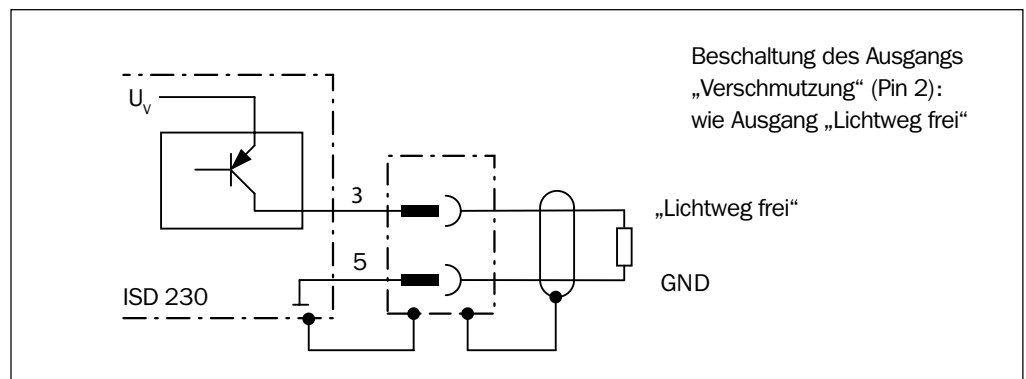 Beschaltung des Ausgangs
„Verschmutzung“ (Pin 2):
wie Ausgang „Lichtweg frei“
Uv
3
„Lichtweg frei“
5
GND
ISD 230